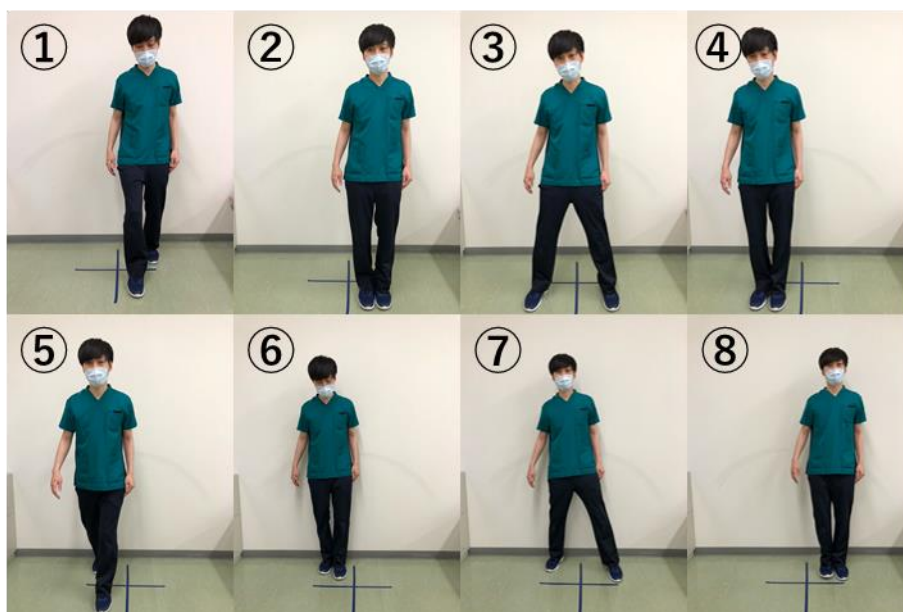 ① ② ③ ④
⑤ ⑥ ⑦ ⑧